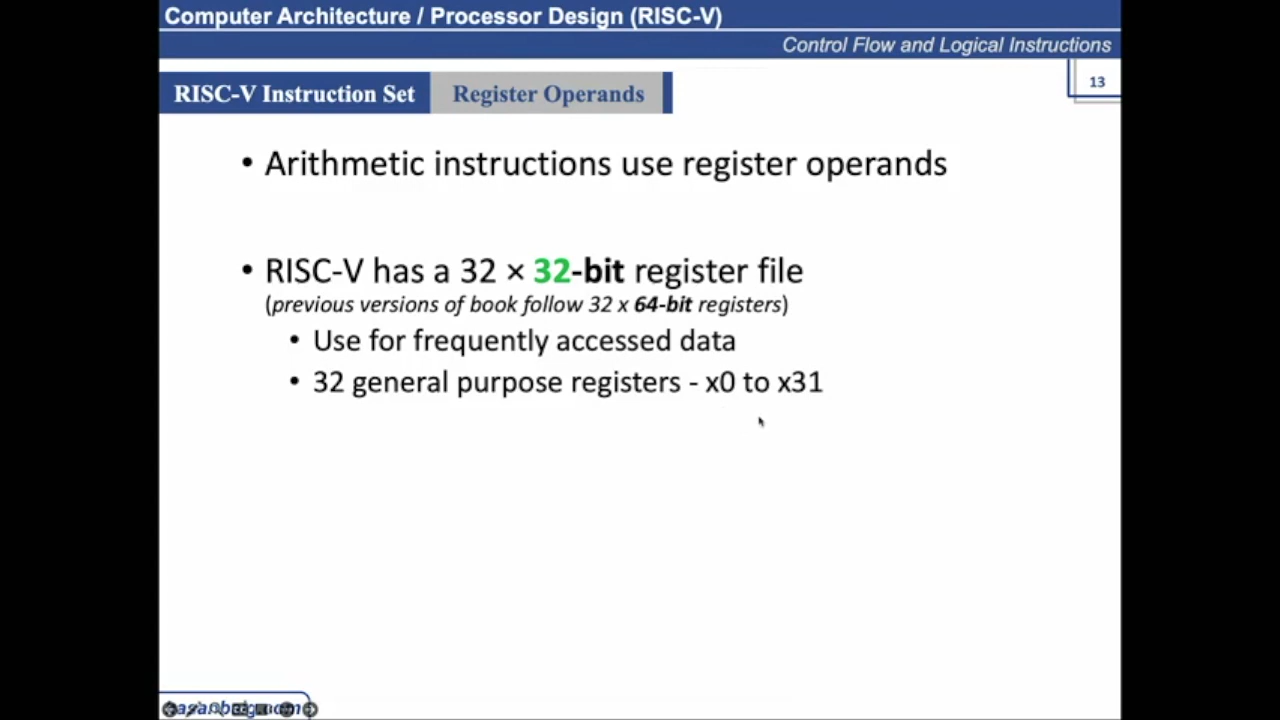 Computer Architecture / Processor Design (RISC-V)
Control Flow and Logical Instructions
13
RISC-V Instruction Set
Register Operands
• Arithmetic instructions use register operands
• RISC-V has a 32 × 32-bit register file
(previous versions of book follow 32 x 64-bit registers)
• Use for frequently accessed data
• 32 general purpose registers - x0 to x31